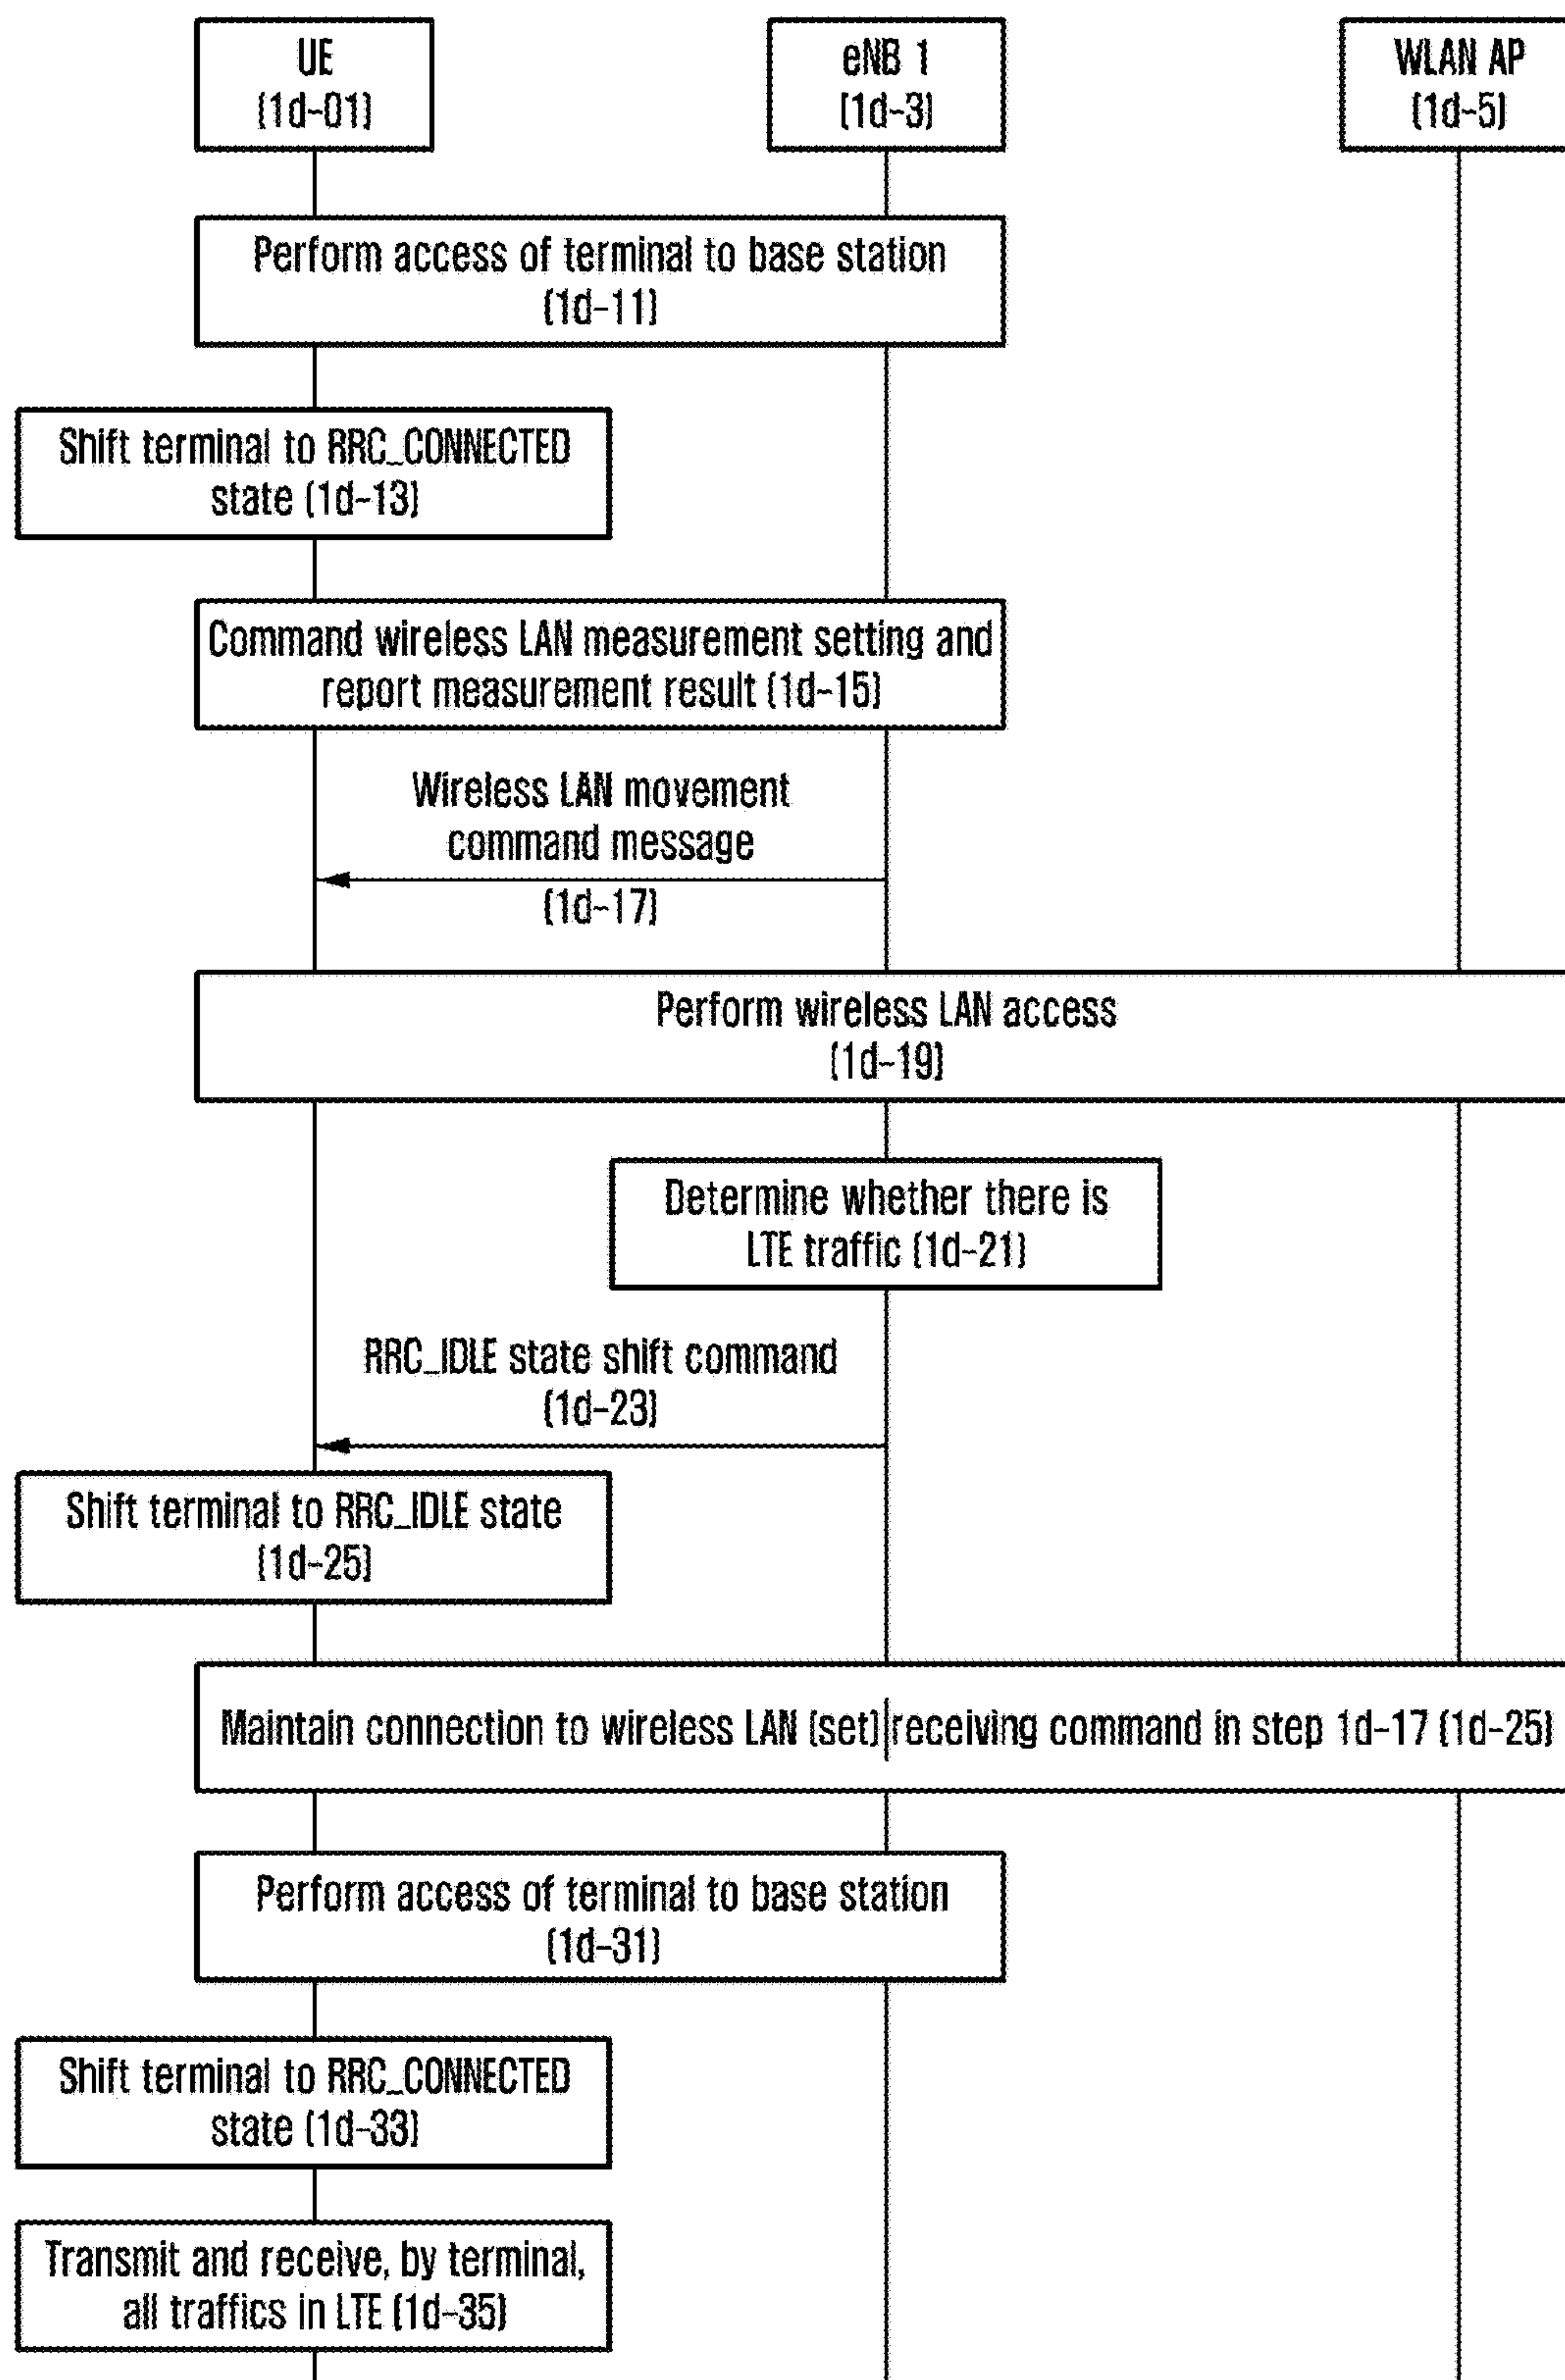 UE
(1d-01)
eNB 1
(1d-3)
WLAN AP
(1d-5)
Perform access of terminal to base station
(1d-11)
Shift terminal to RRC_CONNECTED
state (1d-13)
Command wireless LAN measurement setting and
report measurement result (1d-15)
Wireless LAN movement
command message
(1d-17)
Perform wireless LAN access
(1d-19)
Determine whether there is
LTE traffic (1d-21)
RRC_IDLE state shift command
(1d-23)
Shift terminal to RRC_IDLE state
(1d-25)
Maintain connection to wireless LAN (set) receiving command in step 1d-17 (1d-25)
Perform access of terminal to base station
(1d-31)
Shift terminal to RRC_CONNECTED
state (1d-33)
Transmit and receive, by terminal,
all traffics in LTE (1d-35)